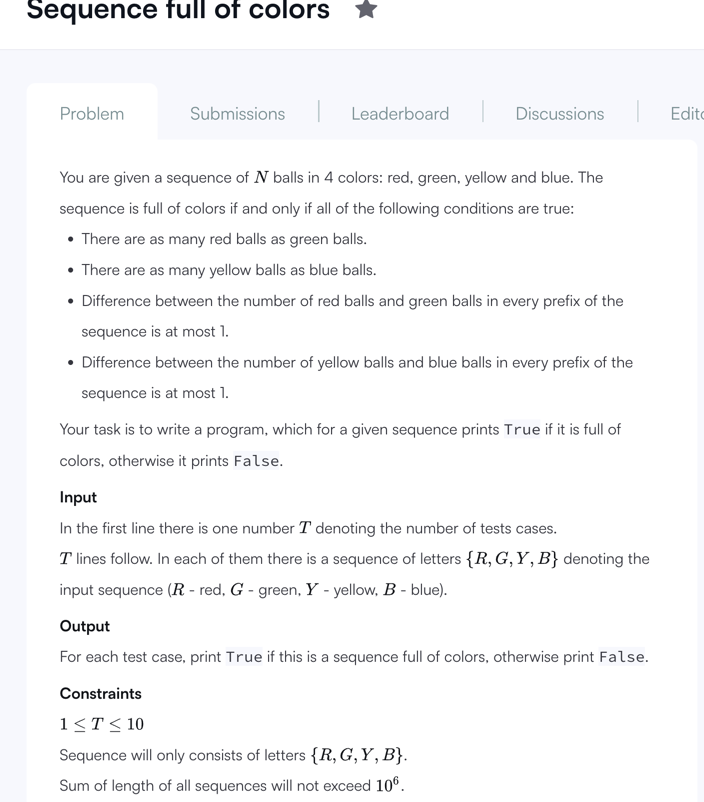 Sequence full of colors
Problem
Submissions
Leaderboard
Discussions
Edito
You are given a sequence of N balls in 4 colors: red, green, yellow and blue. The
sequence is full of colors if and only if all of the following conditions are true:
• There are as many red balls as green balls.
• There are as many yellow balls as blue balls.
• Difference between the number of red balls and green balls in every prefix of the
sequence is at most 1.
• Difference between the number of yellow balls and blue balls in every prefix of the
sequence is at most 1.
Your task is to write a program, which for a given sequence prints True if it is full of
colors, otherwise it prints False.
Input
In the first line there is one number T denoting the number of tests cases.
T lines follow. In each of them there is a sequence of letters {R, G, Y, B} denoting the
input sequence (R - red, G - green, Y - yellow, B - blue).
Output
For each test case, print True if this is a sequence full of colors, otherwise print False.
Constraints
1 ≤ T ≤ 10
Sequence will only consists of letters {R, G, Y, B}.
Sum of length of all sequences will not exceed 10⁶.